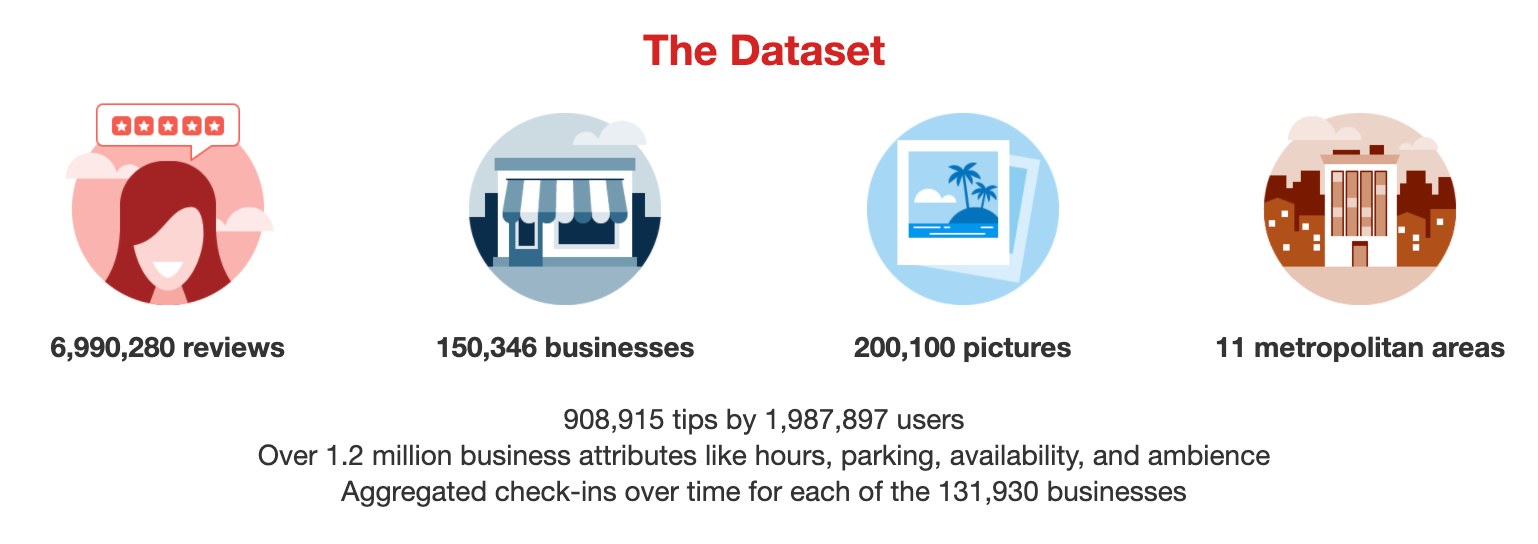 The Dataset
6,990,280 reviews
150,346 businesses
200,100 pictures
11 metropolitan areas
908,915 tips by 1,987,897 users
Over 1.2 million business attributes like hours, parking, availability, and ambience
Aggregated check-ins over time for each of the 131,930 businesses